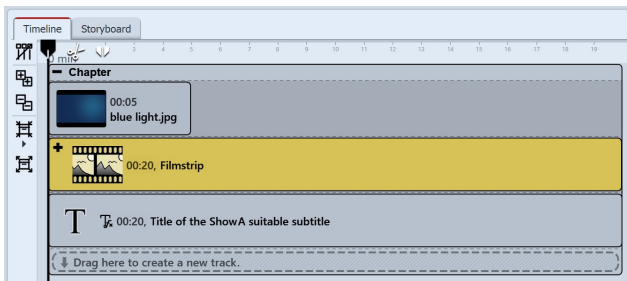 Timeline
Storyboard
0 min
3 4 5 6 7 8 9 10 11 12 13 14 15 16 17 18 19
Chapter
00:05
blue light.jpg
00:20, Filmstrip
T
00:20, Title of the ShowA suitable subtitle
Drag here to create a new track.